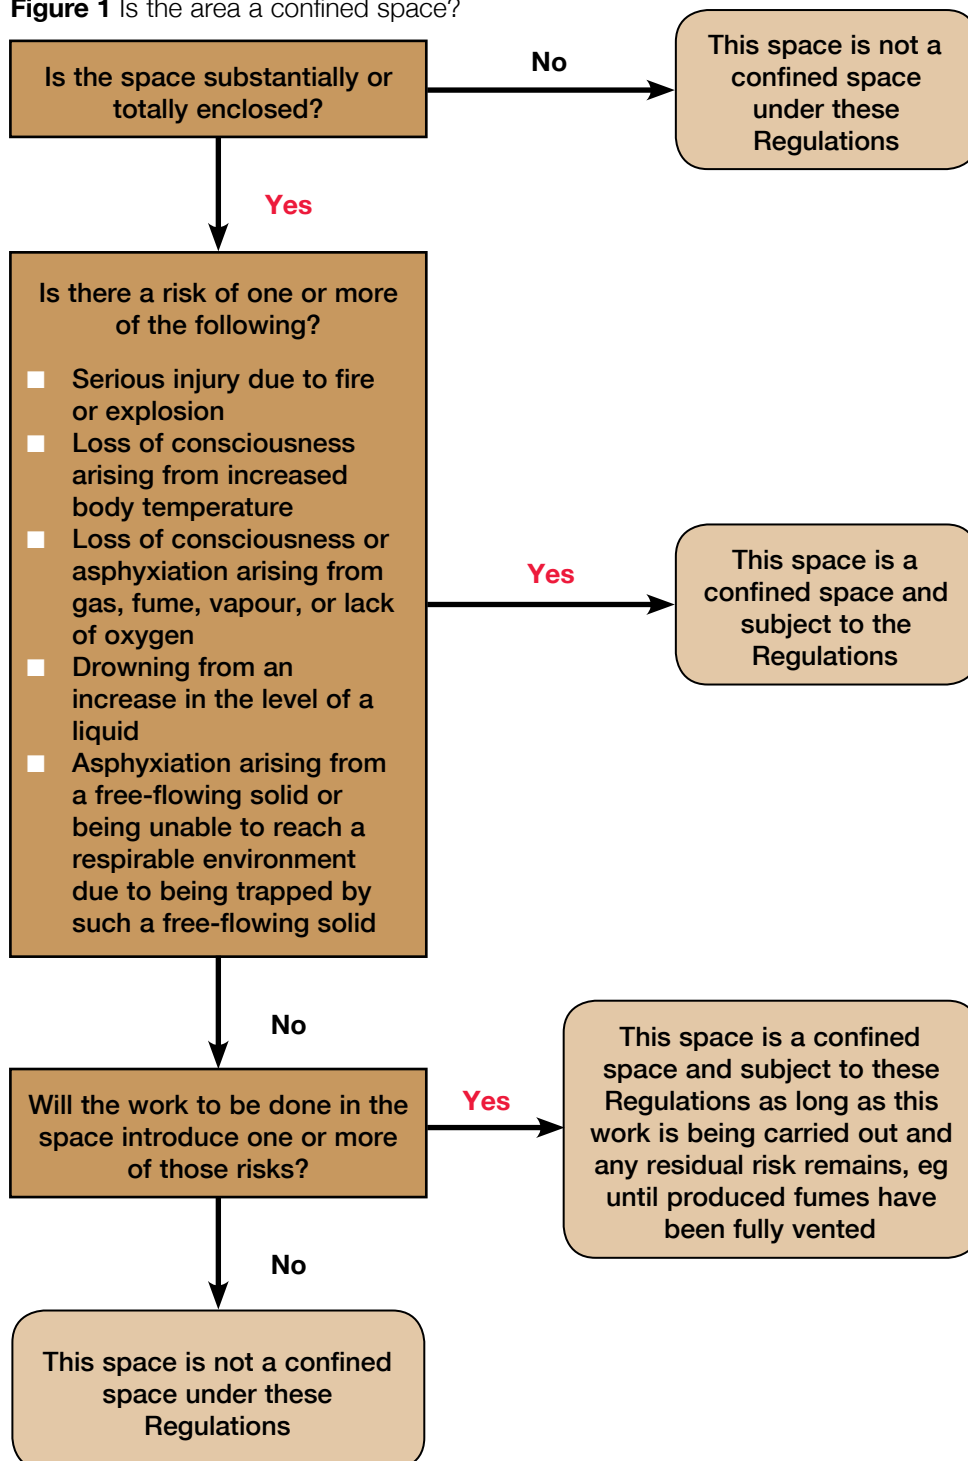 Figure 1 Is the area a confined space?
Is the space substantially or
totally enclosed?
No
This space is not a
confined space
under these
Regulations
Yes
Is there a risk of one or more
of the following?
Serious injury due to fire
or explosion
Loss of consciousness
arising from increased
body temperature
Loss of consciousness or
asphyxiation arising from
gas, fume, vapour, or lack
of oxygen
Drowning from an
increase in the level of a
liquid
Asphyxiation arising from
a free-flowing solid or
being unable to reach a
respirable environment
due to being trapped by
such a free-flowing solid
Yes
This space is a
confined space and
subject to the
Regulations
No
Will the work to be done in the
space introduce one or more
of those risks?
Yes
This space is a confined
space and subject to these
Regulations as long as this
work is being carried out and
any residual risk remains, eg
until produced fumes have
been fully vented
No
This space is not a confined
space under these
Regulations